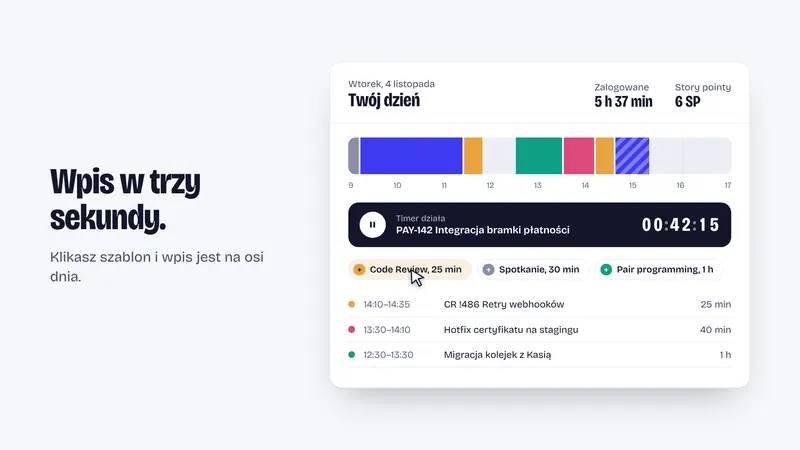 Wpis w trzy
sekundy.
Klikasz szablon i wpis jest na osi
dnia.
Wtorek, 4 listopada
Twój dzień
Zalogowane
5 h 37 min
Story pointy
6 SP
9 10 11 12 13 14 15 16 17
Timer działa
PAY-142 Integracja bramki płatności
00:42:15
Code Review, 25 min
Spotkanie, 30 min
Pair programming, 1 h
14:10–14:35 CR !486 Retry webhooków 25 min
13:30–14:10 Hotfix certyfikatu na stagingu 40 min
12:30–13:30 Migracja kolejek z Kasią 1 h